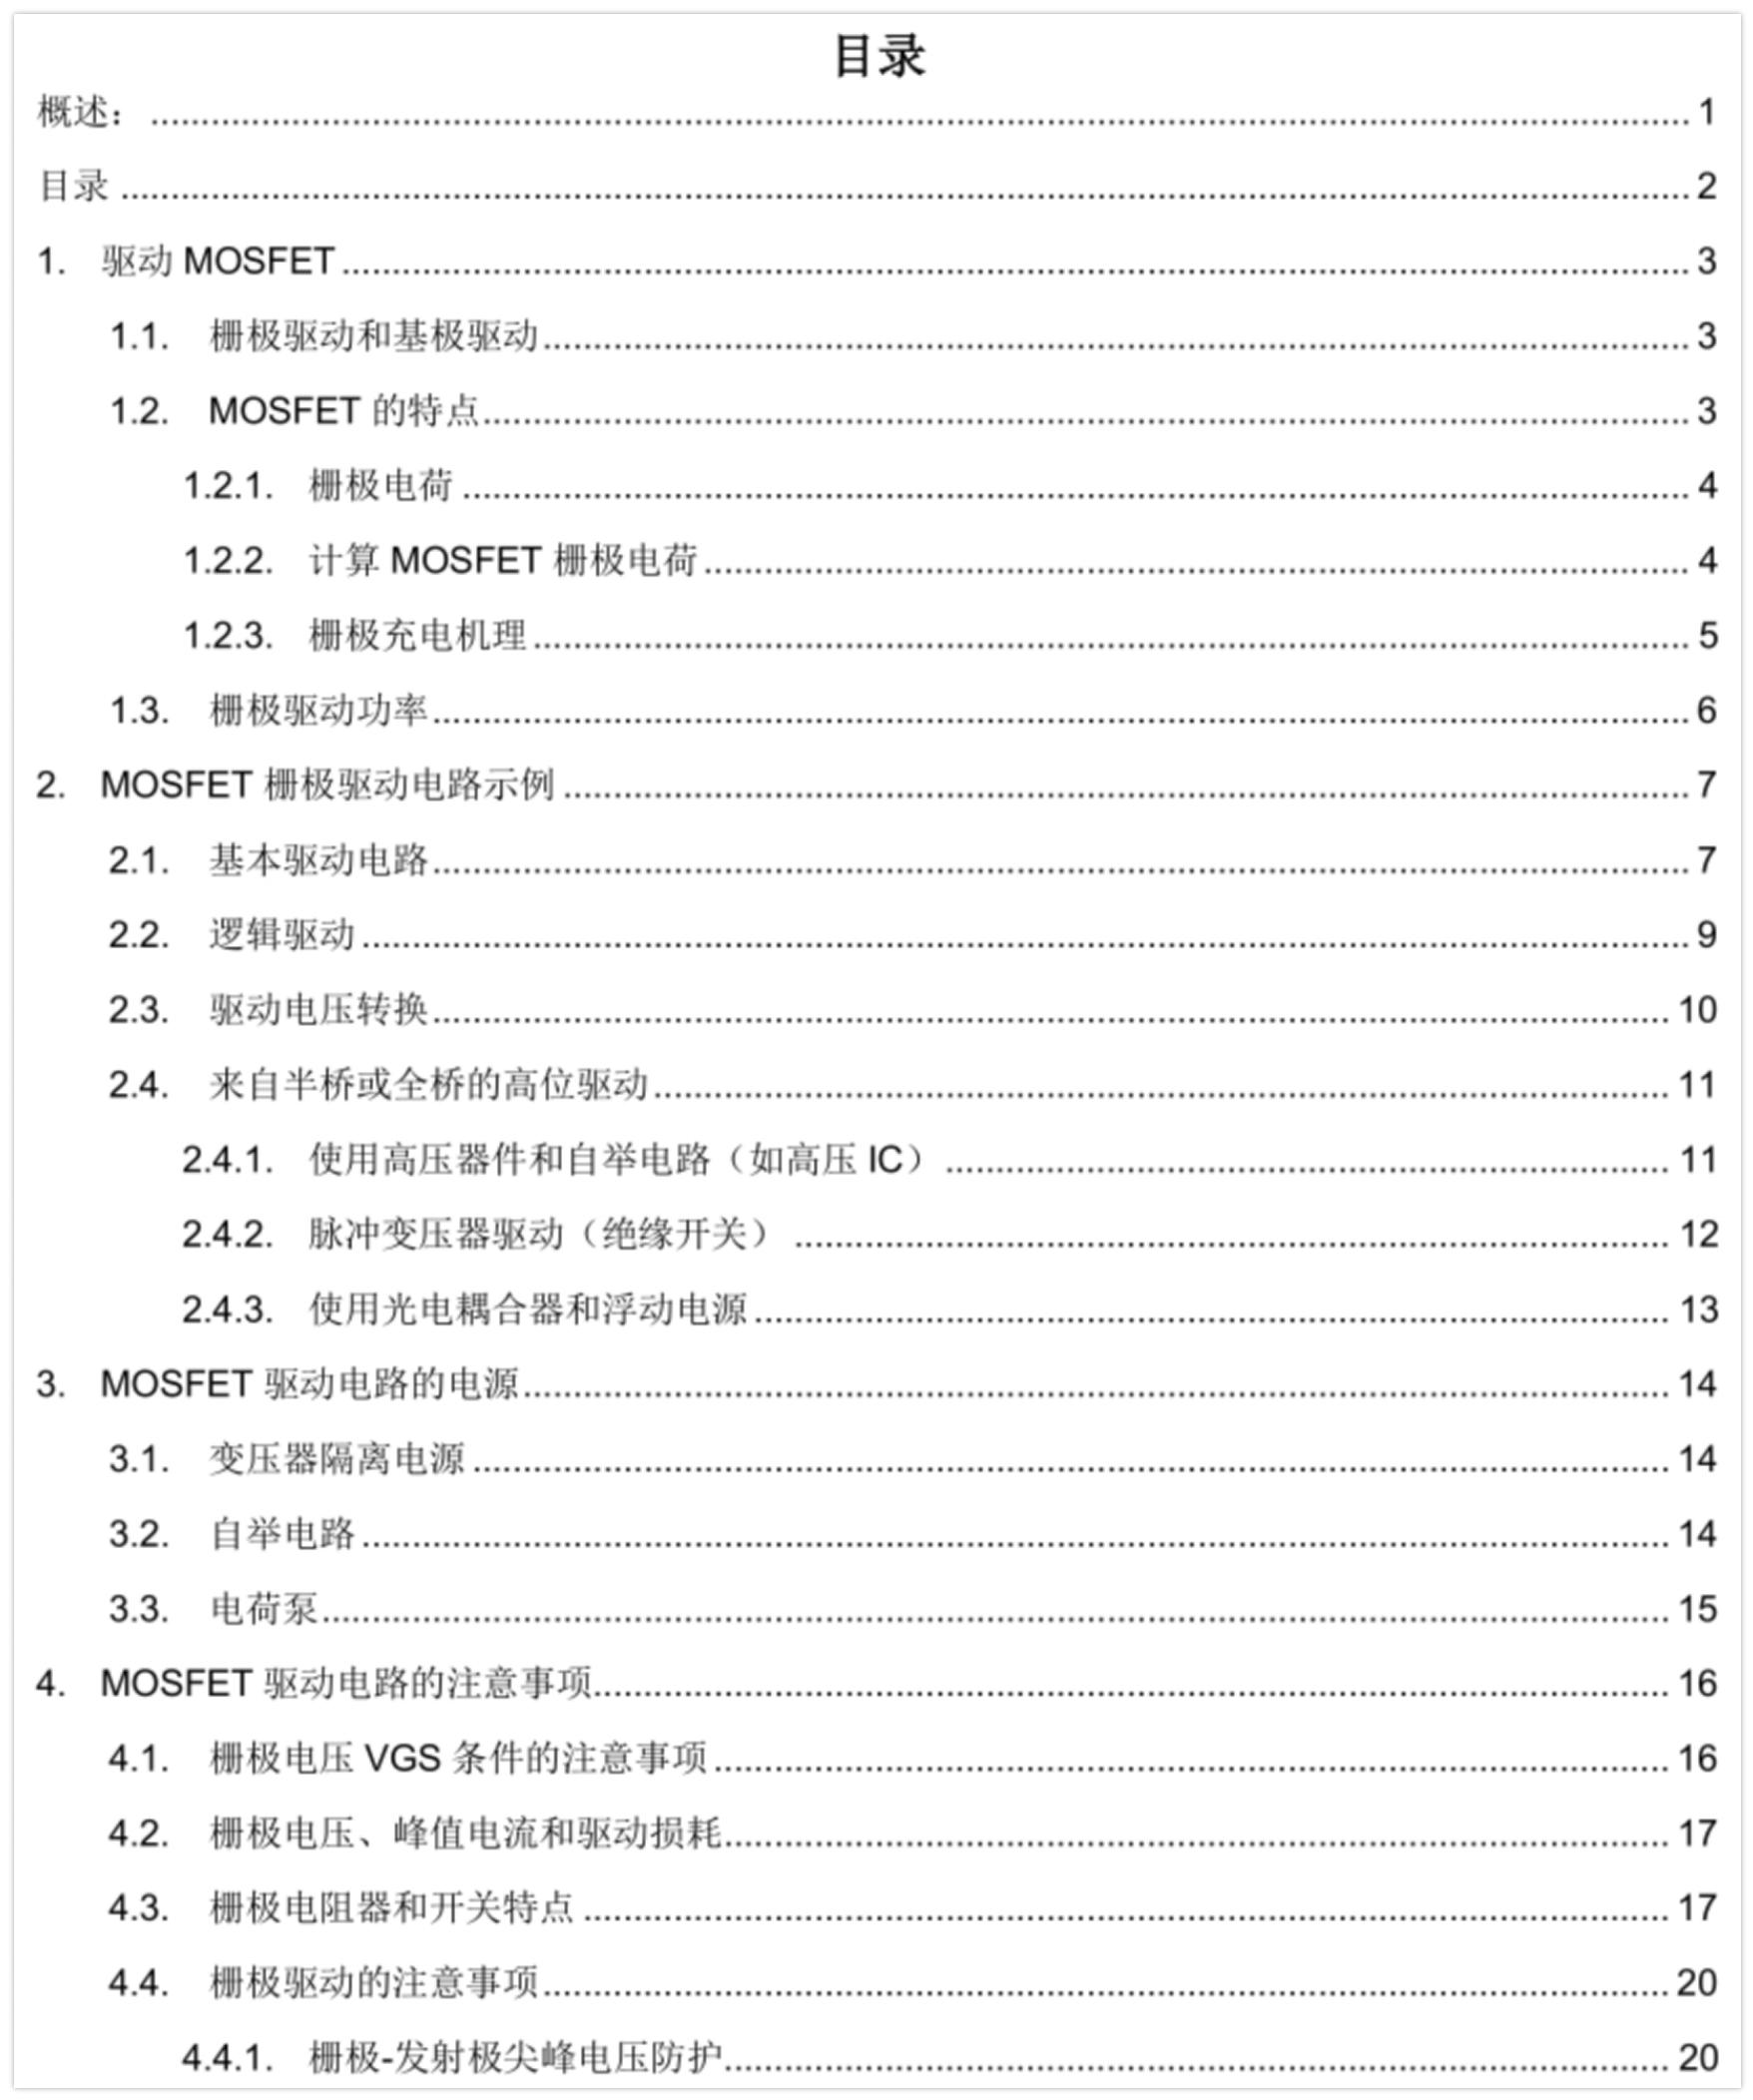 目录
概述： 1
目录 2
1. 驱动 MOSFET 3
1.1. 栅极驱动和基极驱动 3
1.2. MOSFET 的特点 3
1.2.1. 栅极电荷 4
1.2.2. 计算 MOSFET 栅极电荷 4
1.2.3. 栅极充电机理 5
1.3. 栅极驱动功率 6
2. MOSFET 栅极驱动电路示例 7
2.1. 基本驱动电路 7
2.2. 逻辑驱动 9
2.3. 驱动电压转换 10
2.4. 来自半桥或全桥的高位驱动 11
2.4.1. 使用高压器件和自举电路（如高压 IC） 11
2.4.2. 脉冲变压器驱动（绝缘开关） 12
2.4.3. 使用光电耦合器和浮动电源 13
3. MOSFET 驱动电路的电源 14
3.1. 变压器隔离电源 14
3.2. 自举电路 14
3.3. 电荷泵 15
4. MOSFET 驱动电路的注意事项 16
4.1. 栅极电压 VGS 条件的注意事项 16
4.2. 栅极电压、峰值电流和驱动损耗 17
4.3. 栅极电阻器和开关特点 17
4.4. 栅极驱动的注意事项 20
4.4.1. 栅极-发射极尖峰电压防护 20